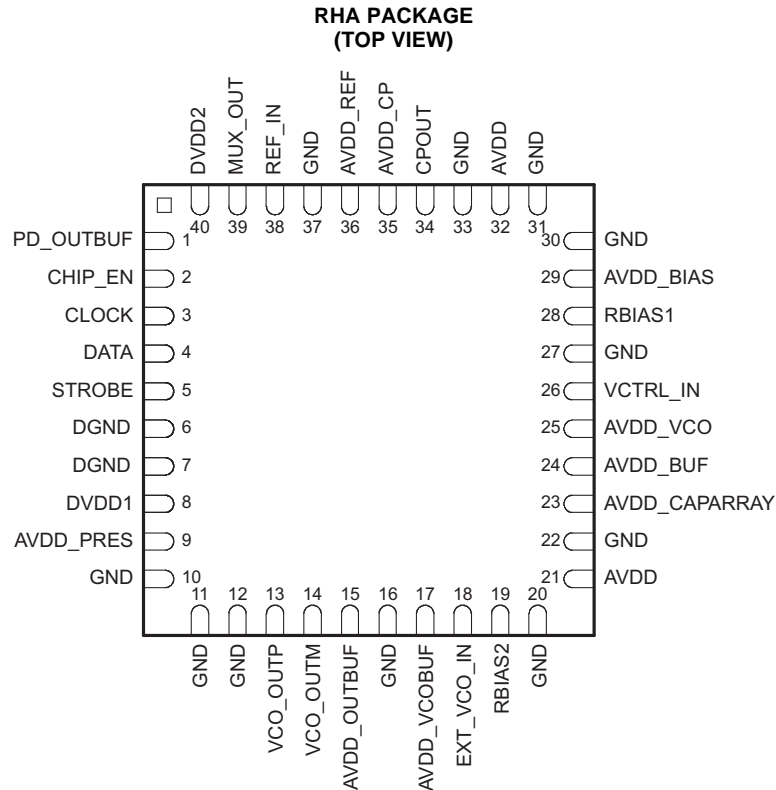 RHA PACKAGE
(TOP VIEW)
DVDD2
MUX_OUT
REF_IN
GND
AVDD_REF
AVDD_CP
CPOUT
GND
AVDD
GND
40 39 38 37 36 35 34 33 32 31
PD_OUTBUF 1
CHIP_EN 2
CLOCK 3
DATA 4
STROBE 5
DGND 6
DGND 7
DVDD1 8
AVDD_PRES 9
GND 10
30 GND
29 AVDD_BIAS
28 RBIAS1
27 GND
26 VCTRL_IN
25 AVDD_VCO
24 AVDD_BUF
23 AVDD_CAPARRAY
22 GND
21 AVDD
11 12 13 14 15 16 17 18 19 20
GND
GND
VCO_OUTP
VCO_OUTM
AVDD_OUTBUF
GND
AVDD_VCOBUF
EXT_VCO_IN
RBIAS2
GND